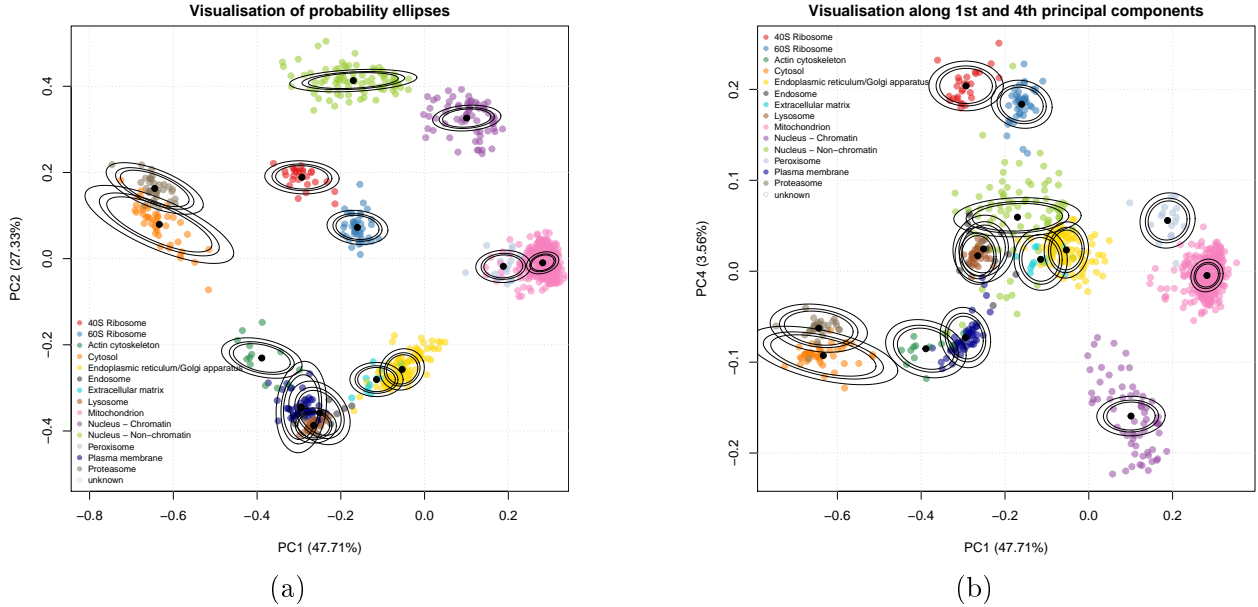 Visualisation of probability ellipses
PC2 (27.33%)
0.4
0.2
0.0
−0.2
−0.4
40S Ribosome
60S Ribosome
Actin cytoskeleton
Cytosol
Endoplasmic reticulum/Golgi apparatus
Endosome
Extracellular matrix
Lysosome
Mitochondrion
Nucleus − Chromatin
Nucleus − Non−chromatin
Peroxisome
Plasma membrane
Proteasome
unknown
−0.8 −0.6 −0.4 −0.2 0.0 0.2
PC1 (47.71%)
(a)
Visualisation along 1st and 4th principal components
PC4 (3.56%)
0.2
0.1
0.0
−0.1
−0.2
40S Ribosome
60S Ribosome
Actin cytoskeleton
Cytosol
Endoplasmic reticulum/Golgi apparatus
Endosome
Extracellular matrix
Lysosome
Mitochondrion
Nucleus − Chromatin
Nucleus − Non−chromatin
Peroxisome
Plasma membrane
Proteasome
unknown
−0.6 −0.4 −0.2 0.0 0.2
PC1 (47.71%)
(b)